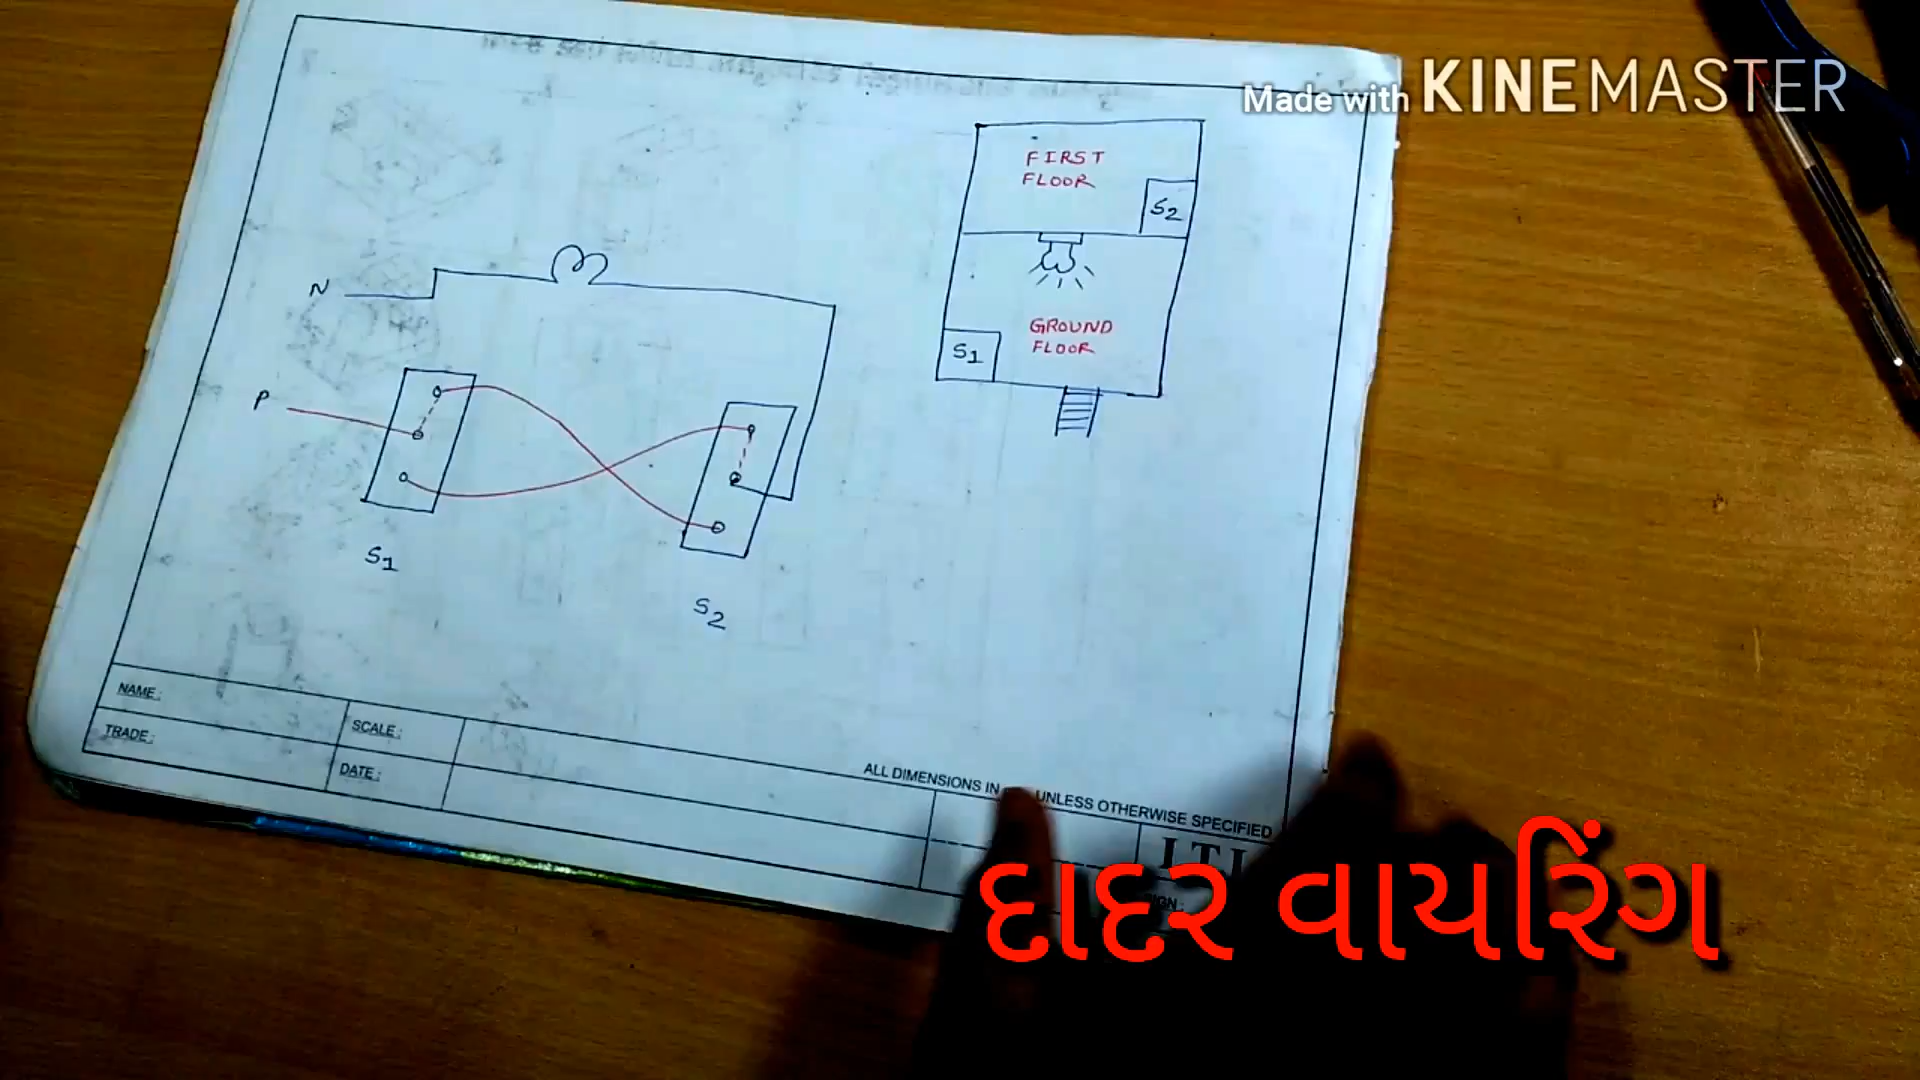 Made with KINEMASTER
FIRST
FLOOR
S2
N
GROUND
FLOOR
S1
P
S1
S2
NAME:
SCALE:
TRADE:
DATE:
ALL DIMENSIONS IN
UNLESS OTHERWISE SPECIFIED
I T I
દાદર વાયરિંગ